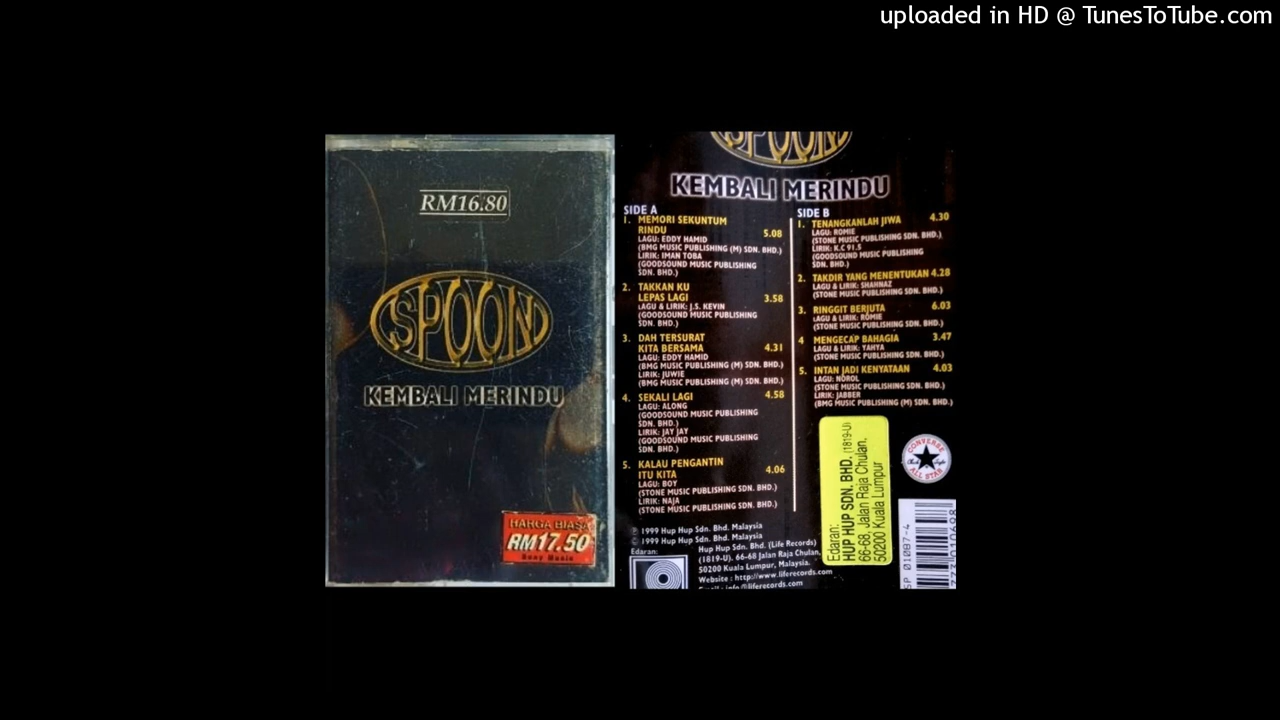 uploaded in HD @ TunesToTube.com
RM16.80
SPOON
KEMBALI MERINDU
HARGA BIASA
RM17.50
Sony Music
SPOON
KEMBALI MERINDU
SIDE A
1. MEMORI SEKUNTUM
RINDU 5.08
LAGU: EDDY HAMID
(BMG MUSIC PUBLISHING (M) SDN. BHD.)
LIRIK: IMAN TOBA
(GOODSOUND MUSIC PUBLISHING
SDN. BHD.)
2. TAKKAN KU
LEPAS LAGI 3.58
LAGU & LIRIK: J.S. KEVIN
(GOODSOUND MUSIC PUBLISHING
SDN. BHD.)
3. DAH TERSURAT
KITA BERSAMA 4.31
LAGU: EDDY HAMID
(BMG MUSIC PUBLISHING (M) SDN. BHD.)
LIRIK: JUWIE
(BMG MUSIC PUBLISHING (M) SDN. BHD.)
4. SEKALI LAGI 4.58
LAGU: ALONG
(GOODSOUND MUSIC PUBLISHING
SDN. BHD.)
LIRIK: JAY JAY
(GOODSOUND MUSIC PUBLISHING
SDN. BHD.)
5. KALAU PENGANTIN
ITU KITA 4.06
LAGU: BOY
(STONE MUSIC PUBLISHING SDN. BHD.)
LIRIK: NAJA
(STONE MUSIC PUBLISHING SDN. BHD.)
SIDE B
1. TENANGKANLAH JIWA 4.30
LAGU: ROMIE
(STONE MUSIC PUBLISHING SDN. BHD.)
LIRIK: K.C 91.5
(GOODSOUND MUSIC PUBLISHING
SDN. BHD.)
2. TAKDIR YANG MENENTUKAN 4.28
LAGU & LIRIK: SHAHNAZ
(STONE MUSIC PUBLISHING SDN. BHD.)
3. RINGGIT BERJUTA 6.03
LAGU & LIRIK: ROMIE
(STONE MUSIC PUBLISHING SDN. BHD.)
4 MENGECAP BAHAGIA 3.47
LAGU & LIRIK: YAHYA
(STONE MUSIC PUBLISHING SDN. BHD.)
5. INTAN JADI KENYATAAN 4.03
LAGU: NOROL
(STONE MUSIC PUBLISHING SDN. BHD.)
LIRIK: JABBER
(BMG MUSIC PUBLISHING (M) SDN. BHD.)
Edaran:
HUP HUP SDN. BHD. (1819-U)
66-68, Jalan Raja Chulan,
50200 Kuala Lumpur
CONVERSE
ALL STAR
℗ 1999 Hup Hup Sdn. Bhd. Malaysia
© 1999 Hup Hup Sdn. Bhd. Malaysia
Edaran:
Hup Hup Sdn. Bhd. (Life Records)
(1819-U). 66-68 Jalan Raja Chulan,
50200 Kuala Lumpur, Malaysia.
Website : http://www.liferecords.com
Email : info@liferecords.com
SP 01087-4